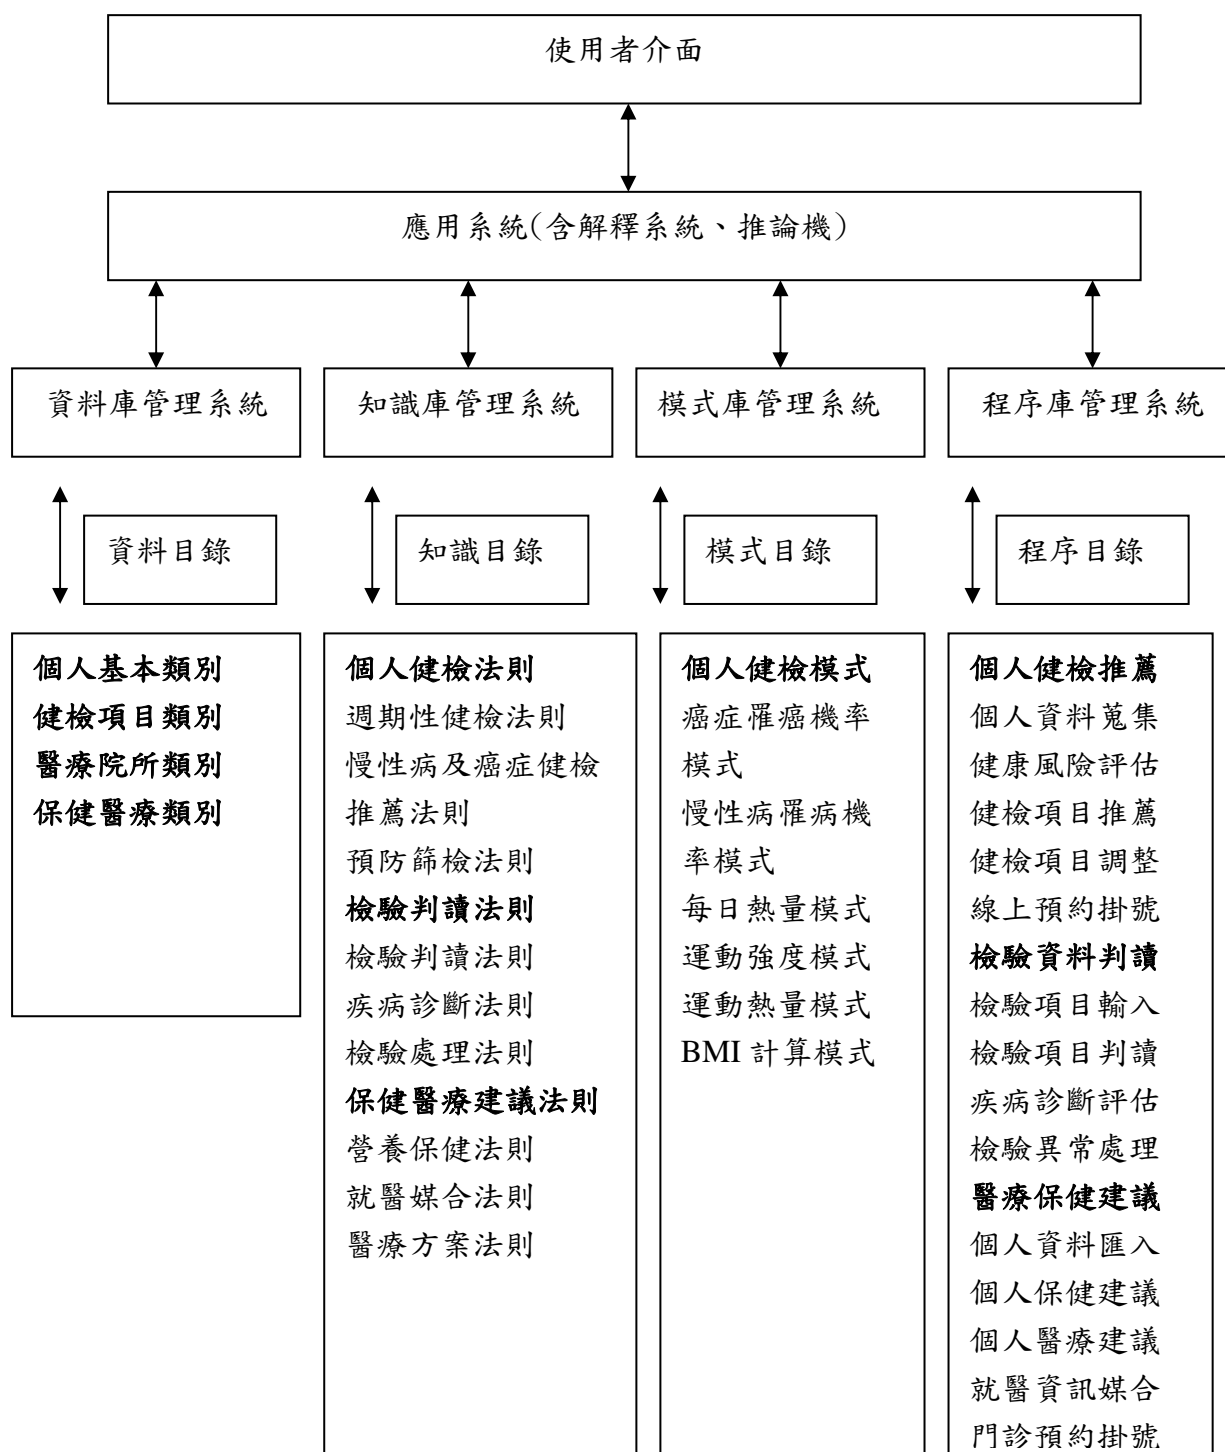 使用者介面
應用系統(含解釋系統、推論機)
資料庫管理系統
知識庫管理系統
模式庫管理系統
程序庫管理系統
資料目錄
知識目錄
模式目錄
程序目錄
個人基本類別
健檢項目類別
醫療院所類別
保健醫療類別
個人健檢法則
週期性健檢法則
慢性病及癌症健檢
推薦法則
預防篩檢法則
檢驗判讀法則
檢驗判讀法則
疾病診斷法則
檢驗處理法則
保健醫療建議法則
營養保健法則
就醫媒合法則
醫療方案法則
個人健檢模式
癌症罹癌機率
模式
慢性病罹病機
率模式
每日熱量模式
運動強度模式
運動熱量模式
BMI 計算模式
個人健檢推薦
個人資料蒐集
健康風險評估
健檢項目推薦
健檢項目調整
線上預約掛號
檢驗資料判讀
檢驗項目輸入
檢驗項目判讀
疾病診斷評估
檢驗異常處理
醫療保健建議
個人資料匯入
個人保健建議
個人醫療建議
就醫資訊媒合
門診預約掛號